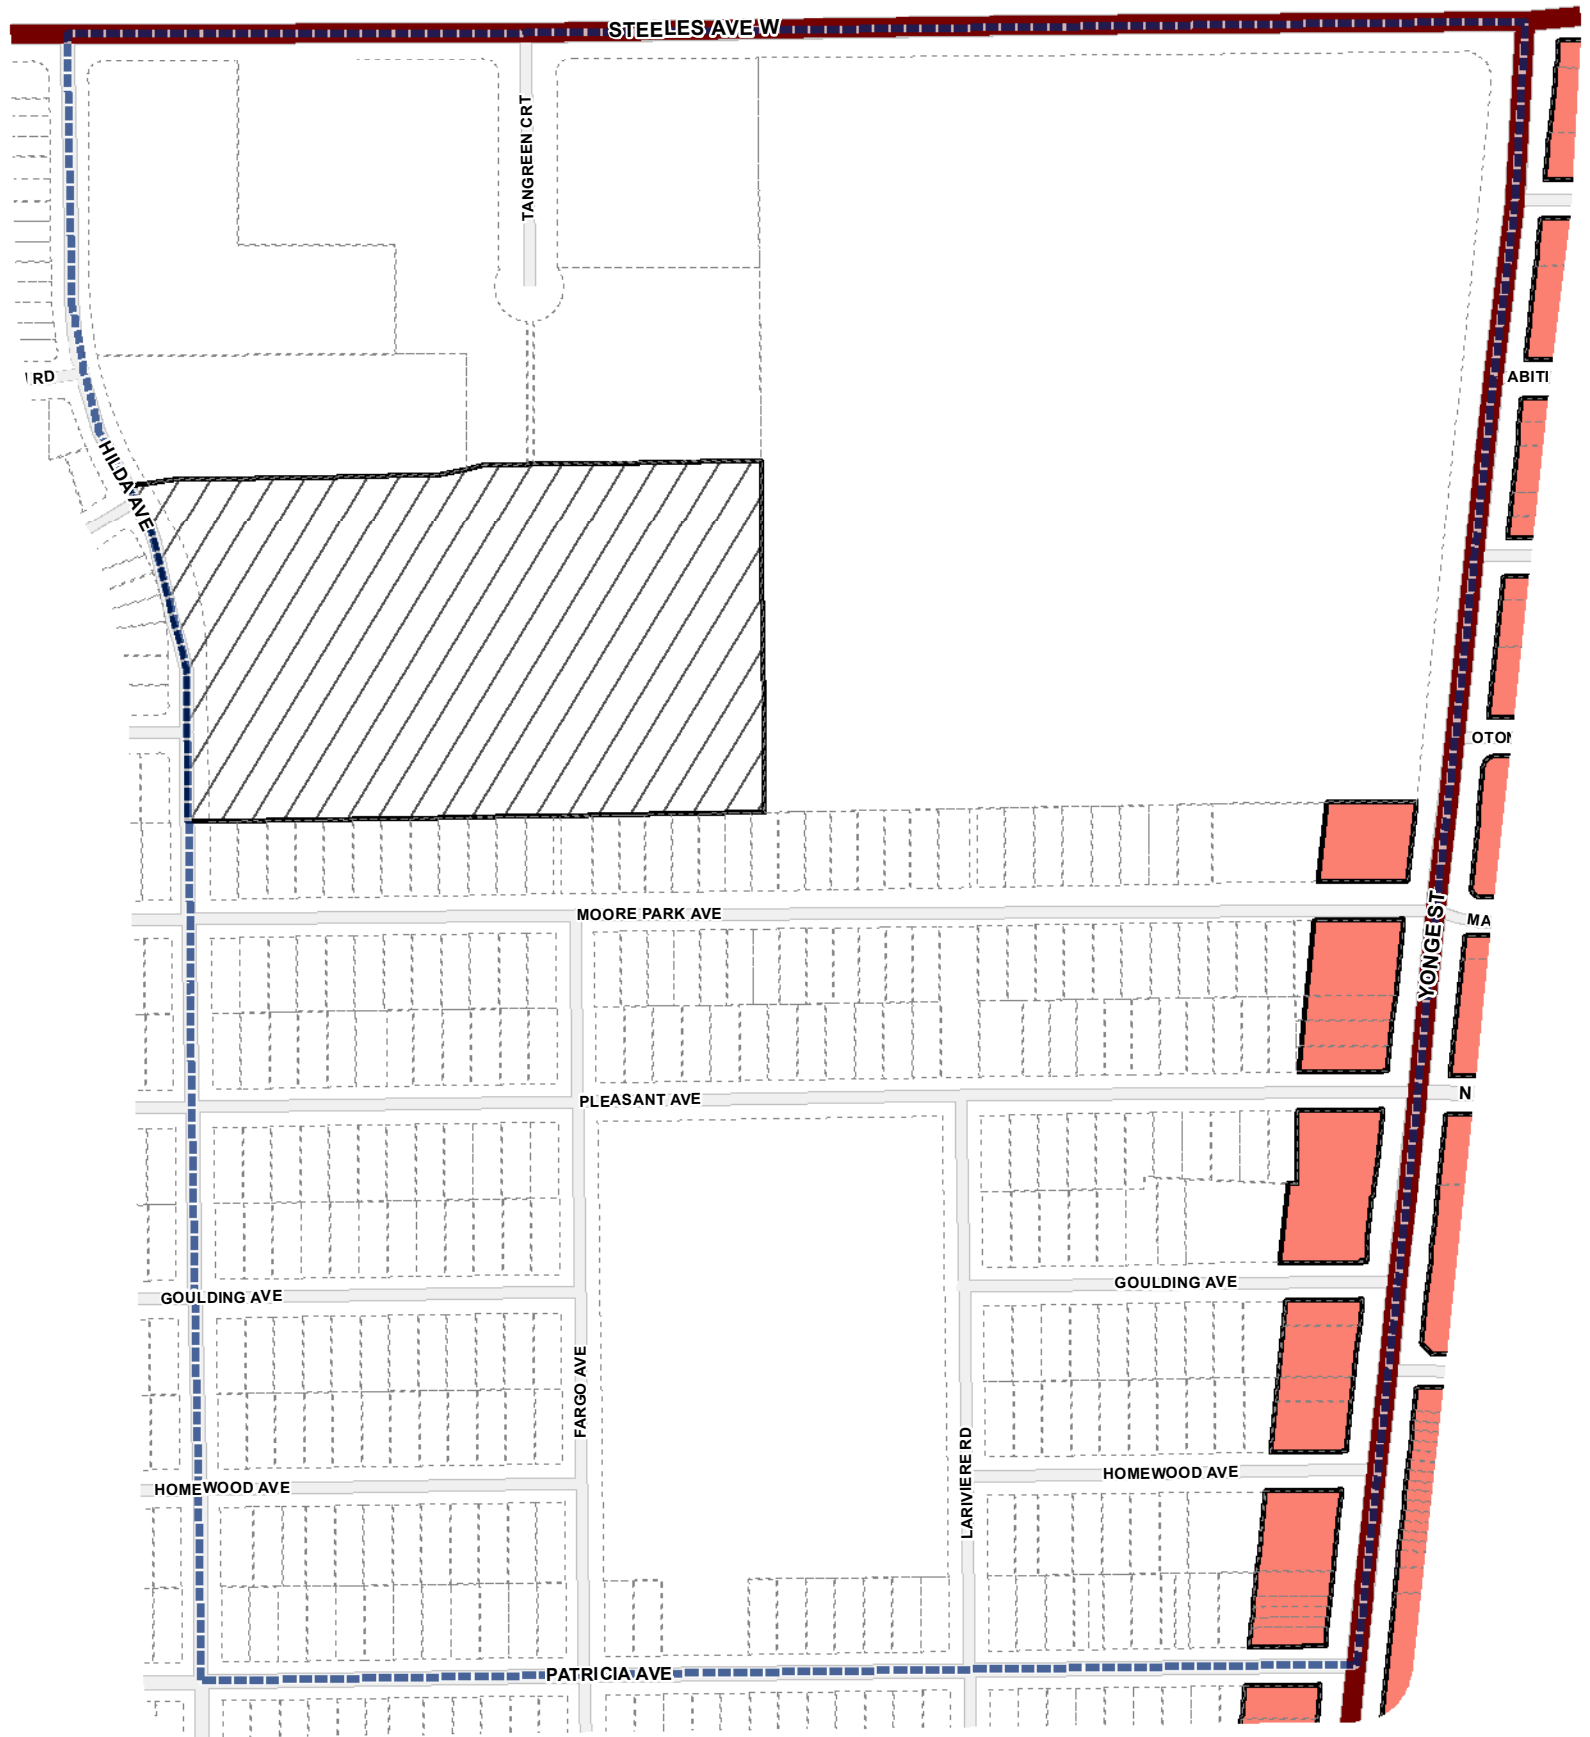 STEELES AVE W
TANGREEN CRT
RD
ABITI
HILDA AVE
OTON
MOORE PARK AVE
MA
YONGE ST
PLEASANT AVE
N
GOULDING AVE
GOULDING AVE
FARGO AVE
LARIVIERE RD
HOMEWOOD AVE
HOMEWOOD AVE
PATRICIA AVE